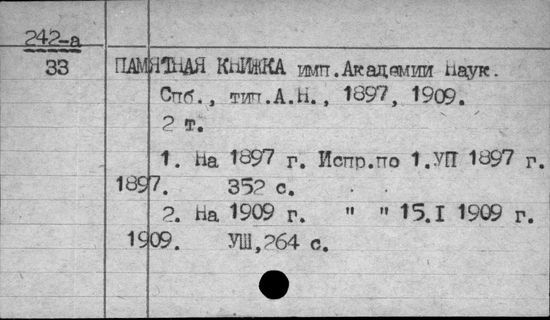 242-а
33
ПАМЯТНАЯ КНИЖКА имп.Академии Наук.
Спб., тип.А.Н., 1897, 1909.
2 т.
1. На 1897 г. Испр.по 1.УП 1897 г.
1897. 352 с.
2. На 1909 г. " " 15.I 1909 г.
1909. УШ,264 с.